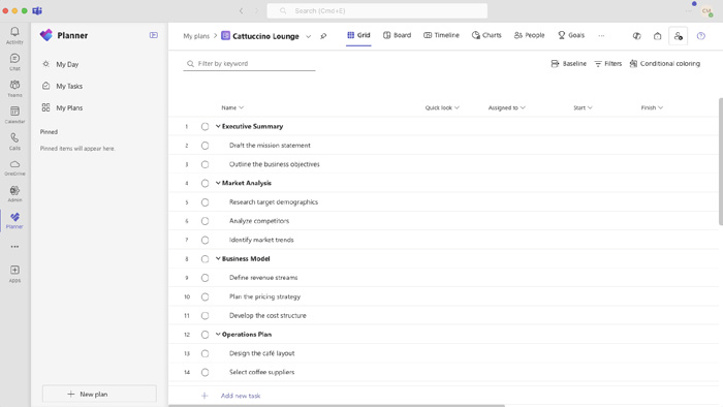 Search (Cmd+E)
CM
Activity
Chat
Teams
Calendar
Calls
OneDrive
Admin
Planner
Apps
Planner
My Day
My Tasks
My Plans
Pinned
Pinned items will appear here.
New plan
My plans > Cattuccino Lounge
Grid Board Timeline Charts People Goals ...
Filter by keyword
Baseline Filters Conditional coloring
Name Quick look Assigned to Start Finish
1 Executive Summary
2 Draft the mission statement
3 Outline the business objectives
4 Market Analysis
5 Research target demographics
6 Analyze competitors
7 Identify market trends
8 Business Model
9 Define revenue streams
10 Plan the pricing strategy
11 Develop the cost structure
12 Operations Plan
13 Design the café layout
14 Select coffee suppliers
Add new task